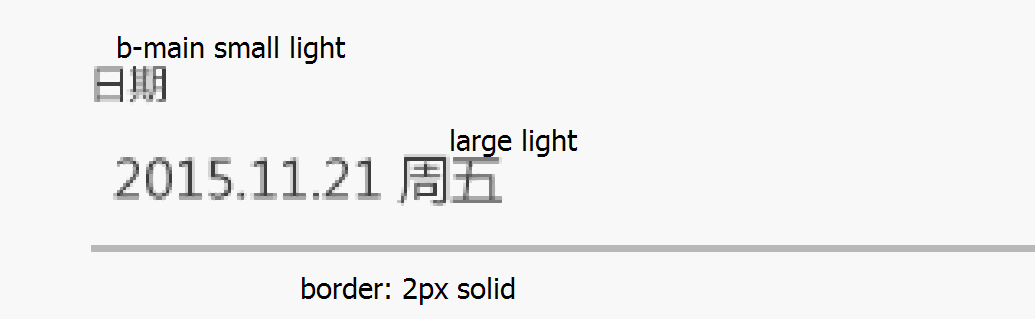 b-main small light
日期
large light
2015.11.21 周五
border: 2px solid